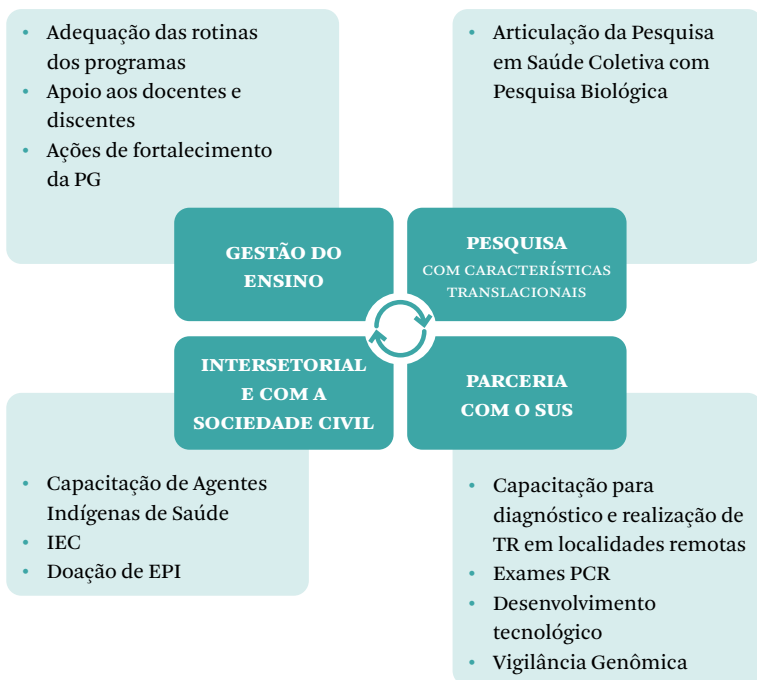 • Adequação das rotinas
dos programas
• Apoio aos docentes e
discentes
• Ações de fortalecimento
da PG
• Articulação da Pesquisa
em Saúde Coletiva com
Pesquisa Biológica
GESTÃO DO
ENSINO
PESQUISA
COM CARACTERÍSTICAS
TRANSLACIONAIS
INTERSETORIAL
E COM A
SOCIEDADE CIVIL
PARCERIA
COM O SUS
• Capacitação de Agentes
Indígenas de Saúde
• IEC
• Doação de EPI
• Capacitação para
diagnóstico e realização de
TR em localidades remotas
• Exames PCR
• Desenvolvimento
tecnológico
• Vigilância Genômica